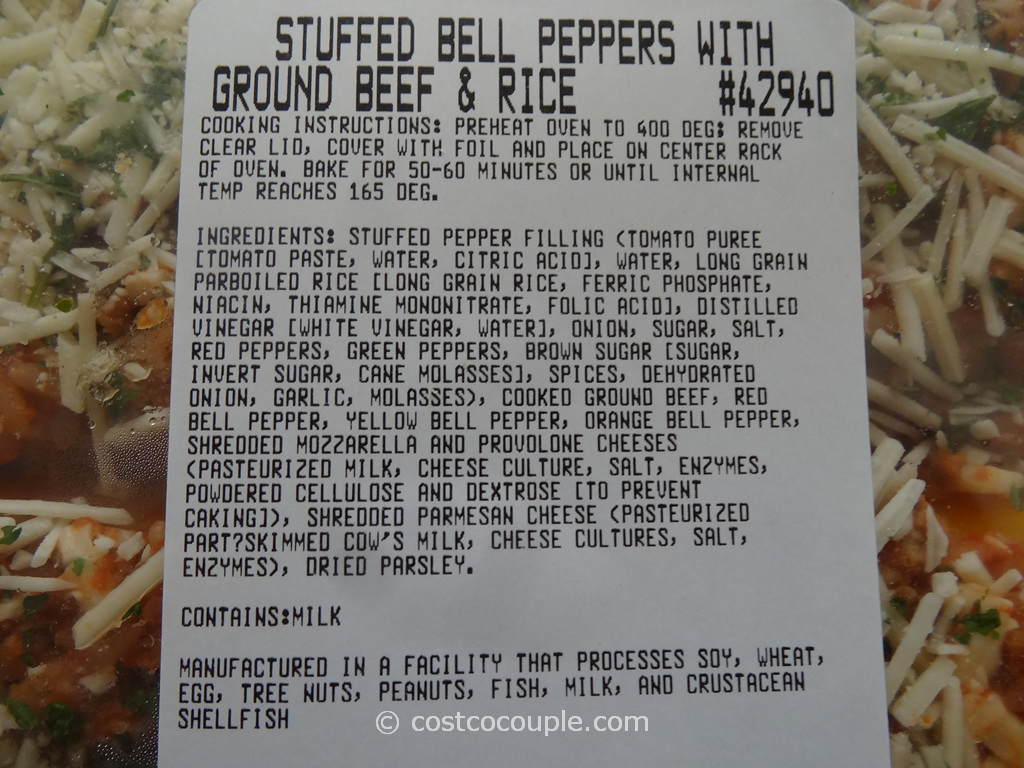 STUFFED BELL PEPPERS WITH
GROUND BEEF & RICE #42940
COOKING INSTRUCTIONS: PREHEAT OVEN TO 400 DEG: REMOVE
CLEAR LID, COVER WITH FOIL AND PLACE ON CENTER RACK
OF OVEN. BAKE FOR 50-60 MINUTES OR UNTIL INTERNAL
TEMP REACHES 165 DEG.
INGREDIENTS: STUFFED PEPPER FILLING (TOMATO PUREE
[TOMATO PASTE, WATER, CITRIC ACID], WATER, LONG GRAIN
PARBOILED RICE [LONG GRAIN RICE, FERRIC PHOSPHATE,
NIACIN, THIAMINE MONONITRATE, FOLIC ACID], DISTILLED
VINEGAR [WHITE VINEGAR, WATER], ONION, SUGAR, SALT,
RED PEPPERS, GREEN PEPPERS, BROWN SUGAR [SUGAR,
INVERT SUGAR, CANE MOLASSES], SPICES, DEHYDRATED
ONION, GARLIC, MOLASSES), COOKED GROUND BEEF, RED
BELL PEPPER, YELLOW BELL PEPPER, ORANGE BELL PEPPER,
SHREDDED MOZZARELLA AND PROVOLONE CHEESES
(PASTEURIZED MILK, CHEESE CULTURE, SALT, ENZYMES,
POWDERED CELLULOSE AND DEXTROSE [TO PREVENT
CAKING]), SHREDDED PARMESAN CHEESE (PASTEURIZED
PART?SKIMMED COW'S MILK, CHEESE CULTURES, SALT,
ENZYMES), DRIED PARSLEY.
CONTAINS:MILK
MANUFACTURED IN A FACILITY THAT PROCESSES SOY, WHEAT,
EGG, TREE NUTS, PEANUTS, FISH, MILK, AND CRUSTACEAN
SHELLFISH
© costcocouple.com